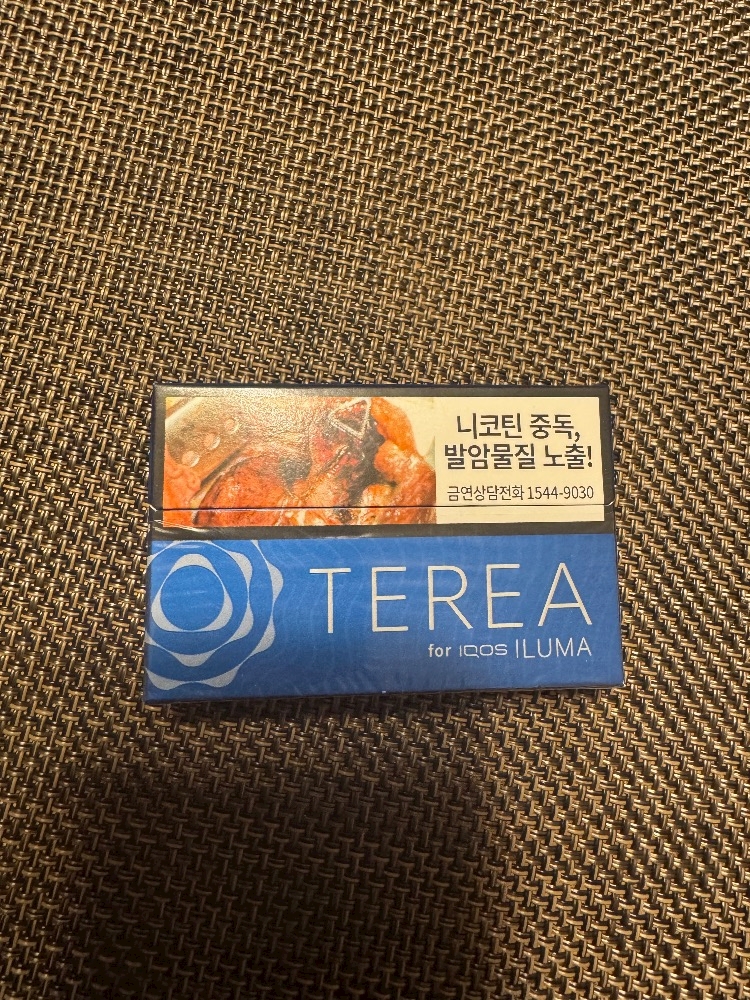 니코틴 중독,
발암물질 노출!
금연상담전화 1544-9030
TEREA
for IQOS ILUMA